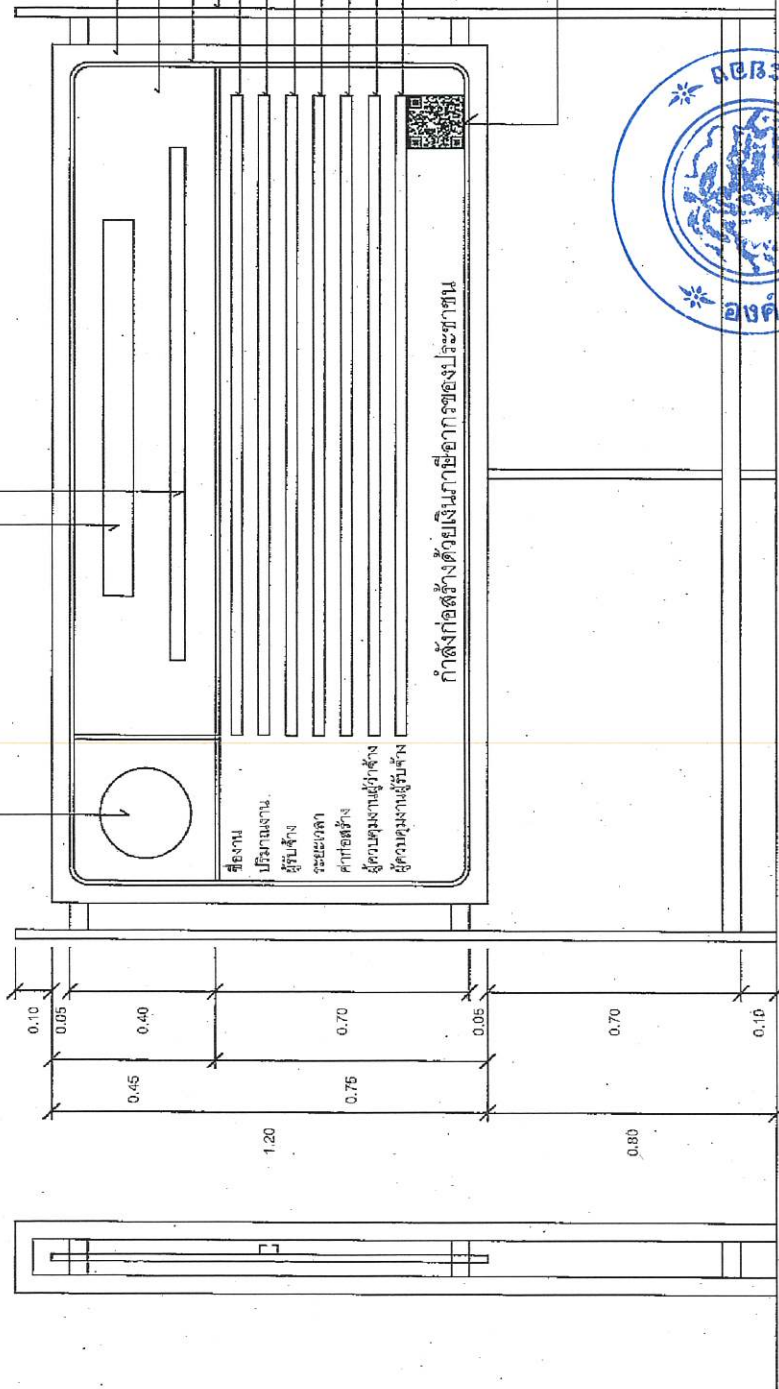 ชื่องาน
ปริมาณงาน
ผู้รับจ้าง
ระยะเวลา
ค่าก่อสร้าง
ผู้ควบคุมงานผู้ว่าจ้าง
ผู้ควบคุมงานผู้รับจ้าง
กำลังก่อสร้างด้วยเงินภาษีอากรของประชาชน
0.10
0.05
0.40
0.70
0.05
0.70
0.10
0.45
0.75
1.20
0.80
องค์